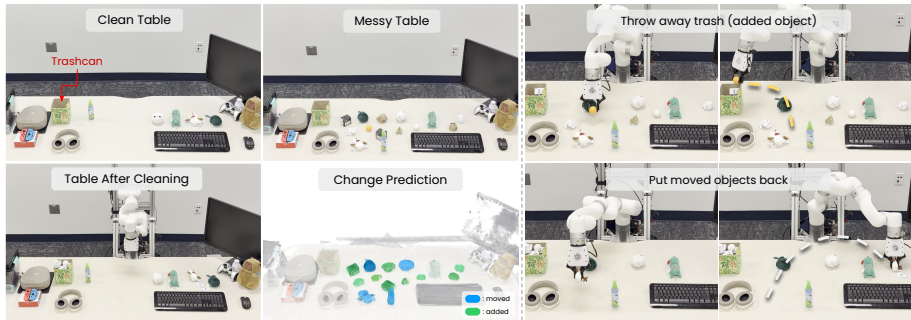 Clean Table
Messy Table
Throw away trash (added object)
Trashcan
Table After Cleaning
Change Prediction
Put moved objects back
: moved
: added